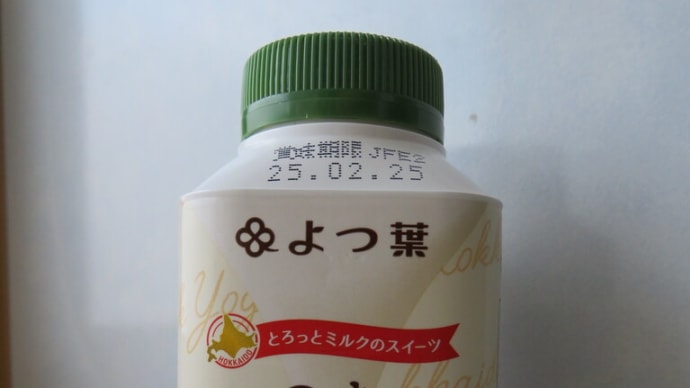 賞味期限 JFE2
25.02.25
よつ葉
Yog
HOKKAIDO
とろっとミルクのスイーツ